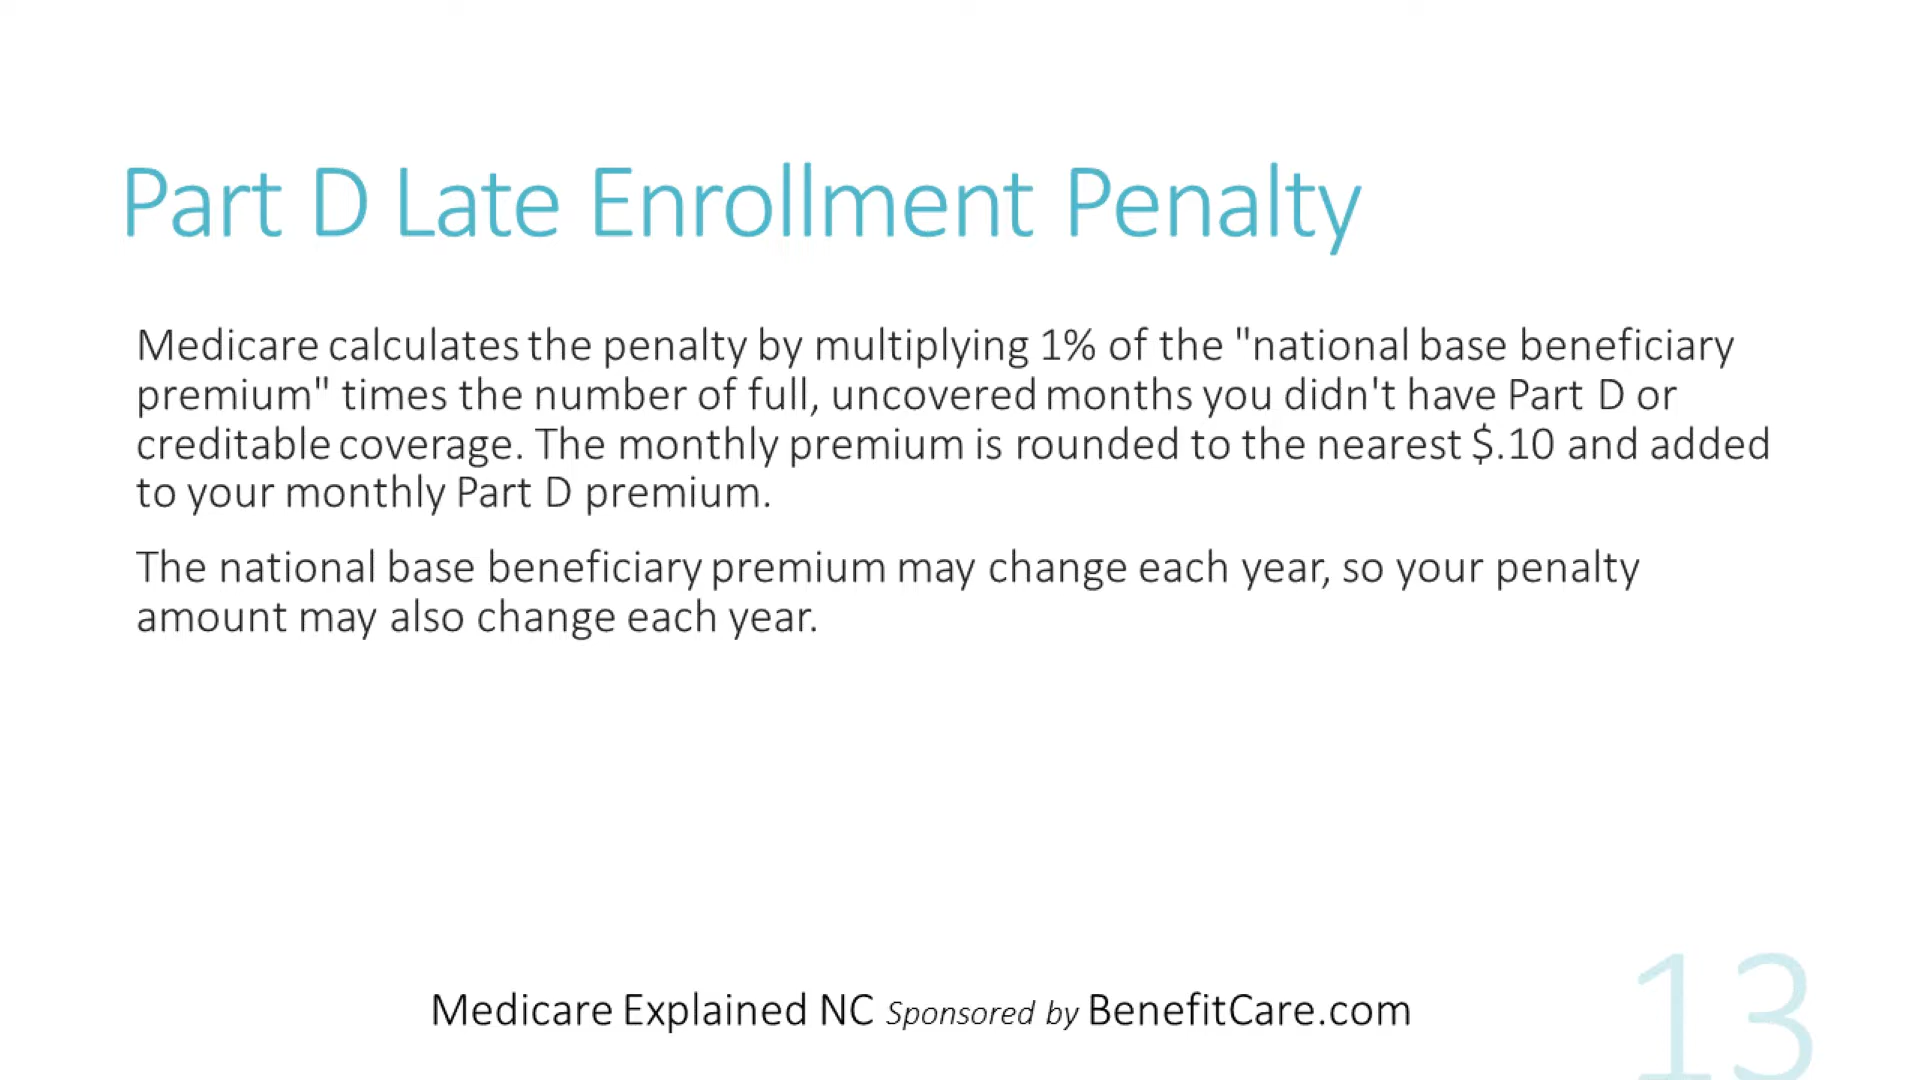 Part D Late Enrollment Penalty
Medicare calculates the penalty by multiplying 1% of the "national base beneficiary
premium" times the number of full, uncovered months you didn't have Part D or
creditable coverage. The monthly premium is rounded to the nearest $.10 and added
to your monthly Part D premium.
The national base beneficiary premium may change each year, so your penalty
amount may also change each year.
Medicare Explained NC Sponsored by BenefitCare.com
13